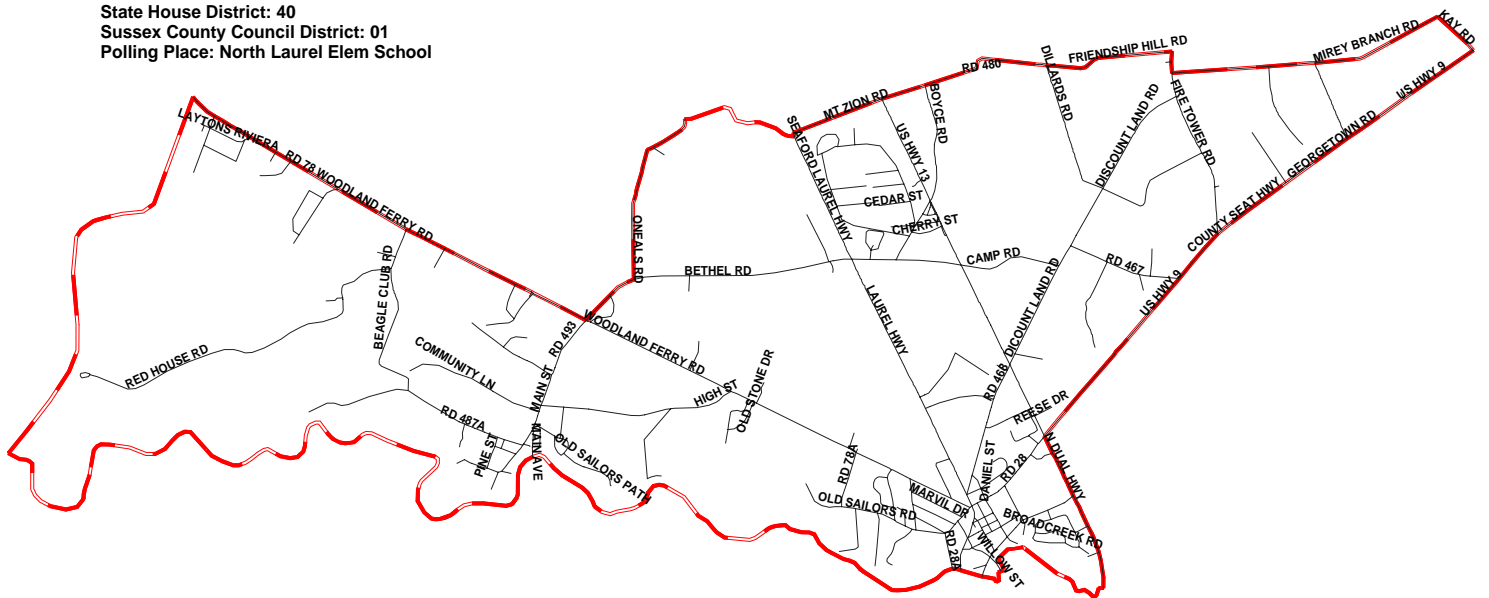 State House District: 40
Sussex County Council District: 01
Polling Place: North Laurel Elem School
KAY RD
MIREY BRANCH RD
FRIENDSHIP HILL RD
DILLARDS RD
RD 480
US HWY 9
MT ZION RD
BOYCE RD
FIRE TOWER RD
DISCOUNT LAND RD
GEORGETOWN RD
SEAFORD LAUREL HWY
US HWY 13
LAYTONS RIVIERA
RD 78 WOODLAND FERRY RD
CEDAR ST
CHERRY ST
COUNTY SEAT HWY
ONEALS RD
BETHEL RD
CAMP RD
RD 467
US HWY 9
BEAGLE CLUB RD
LAUREL HWY
DICOUNT LAND RD
WOODLAND FERRY RD
RD 493
COMMUNITY LN
RED HOUSE RD
MAIN ST
HIGH ST
OLD STONE DR
RD 468
REESE DR
RD 487A
PINE ST
MAIN AVE
OLD SAILORS PATH
RD 78A
DANIEL ST
RD 28
N DUAL HWY
MARVIL DR
OLD SAILORS RD
BROADCREEK RD
RD 28A
WILLOW ST